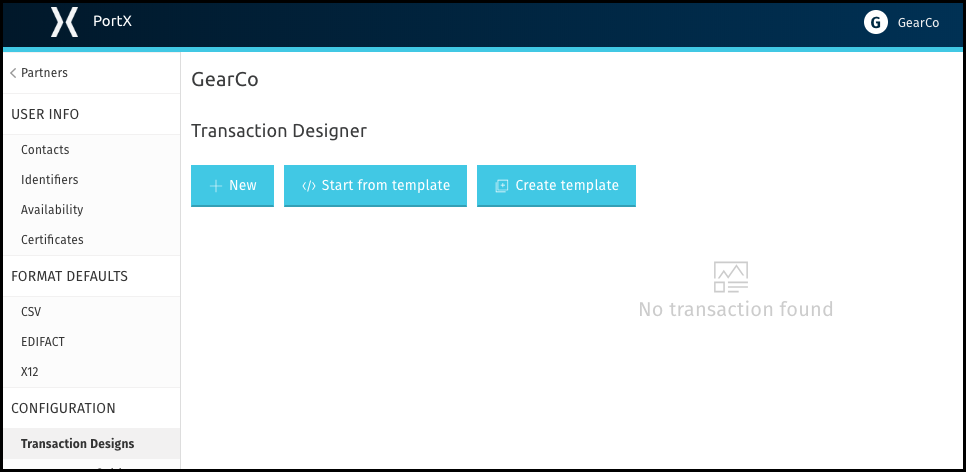 PortX
G GearCo
Partners
USER INFO
Contacts
Identifiers
Availability
Certificates
FORMAT DEFAULTS
CSV
EDIFACT
X12
CONFIGURATION
Transaction Designs
GearCo
Transaction Designer
New
Start from template
Create template
No transaction found